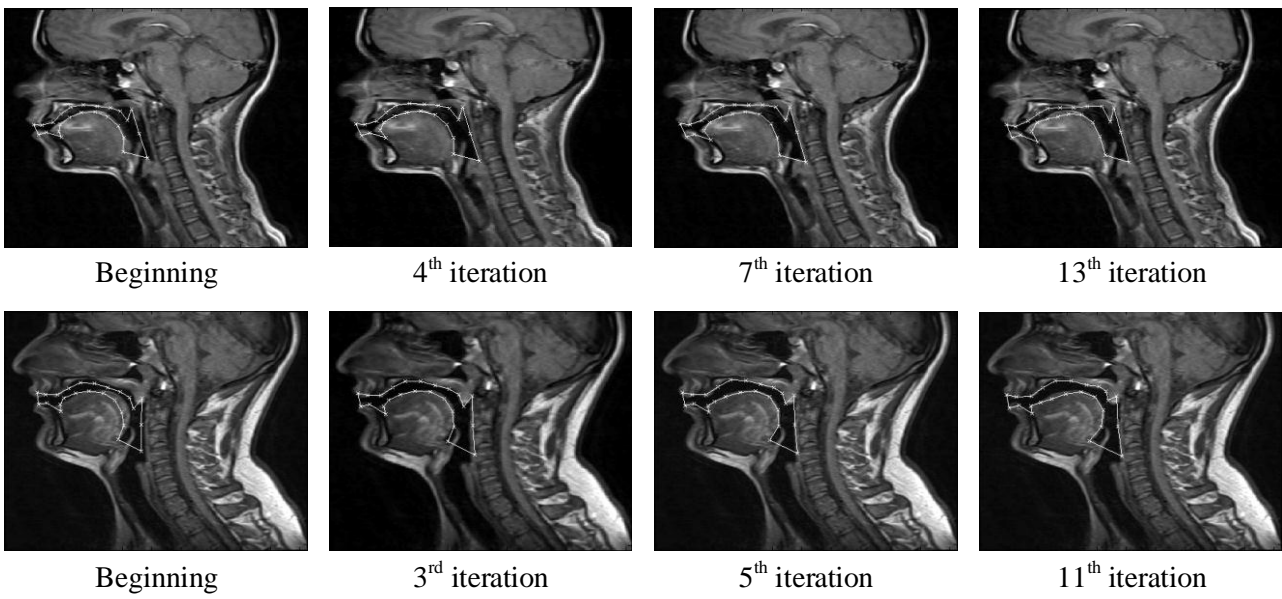 Beginning 4th iteration 7th iteration 13th iteration
Beginning 3rd iteration 5th iteration 11th iteration